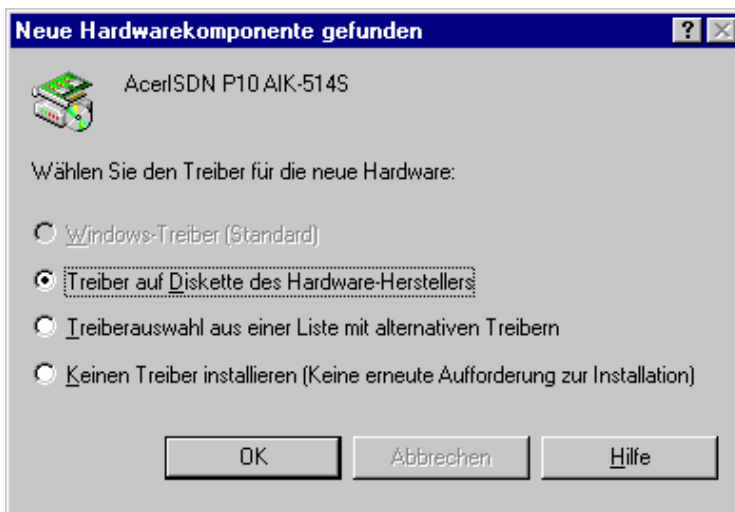 Neue Hardwarekomponente gefunden
AcerISDN P10 AIK-514S
Wählen Sie den Treiber für die neue Hardware:
Windows-Treiber (Standard)
Treiber auf Diskette des Hardware-Herstellers
Treiberauswahl aus einer Liste mit alternativen Treibern
Keinen Treiber installieren (Keine erneute Aufforderung zur Installation)
OK Abbrechen Hilfe